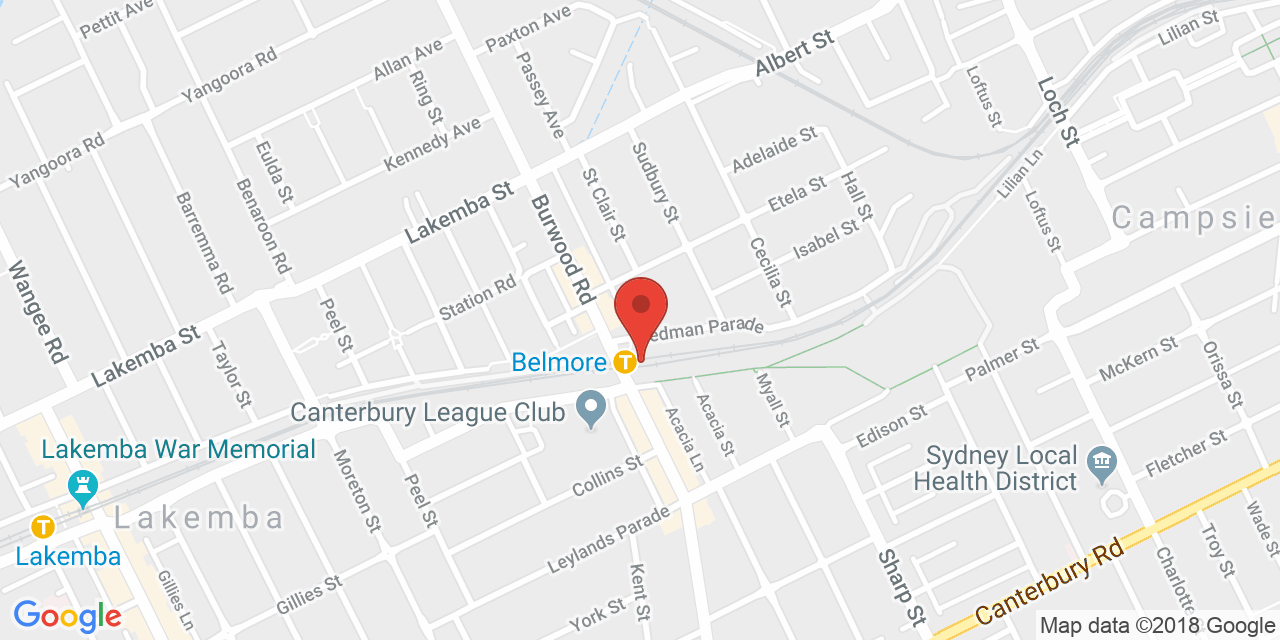 Pettit Ave
Paxton Ave
Lilian St
Albert St
Allan Ave
Yangoora Rd
Passey Ave
Ring St
Loftus St
Loch St
Kennedy Ave
Yangoora Rd
Adelaide St
Eulda St
Sudbury St
Lilian Ln
Etela St
Hall St
St Clair St
Lakemba St
Barremma Rd
Benaroon Rd
Burwood Rd
Loftus St
Campsie
Isabel St
Cecilia St
Station Rd
Wangee Rd
Peel St
edman Parade
Lakemba St
Taylor St
Belmore
T
Palmer St
McKern St
Orissa St
Myall St
Canterbury League Club
Acacia St
Acacia Ln
Edison St
Lakemba War Memorial
Sydney Local
Health District
Fletcher St
Collins St
Moreton St
Peel St
Lakemba
T
Lakemba
Leylands Parade
Wade St
Troy St
Canterbury Rd
Sharp St
Charlotte
Gillies St
Gillies Ln
Kent St
York St
Google
Map data ©2018 Google